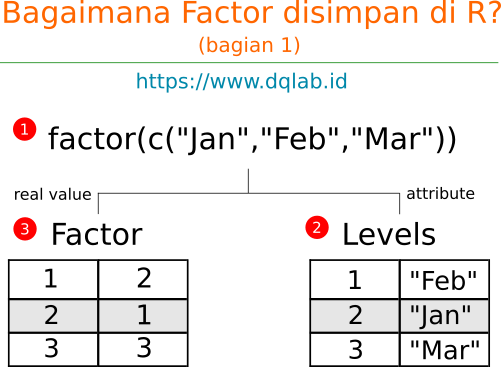 Bagaimana Factor disimpan di R?
(bagian 1)
https://www.dqlab.id
1 factor(c("Jan","Feb","Mar"))
real value attribute
3 Factor 2 Levels
1 2 1 "Feb"
2 1 2 "Jan"
3 3 3 "Mar"